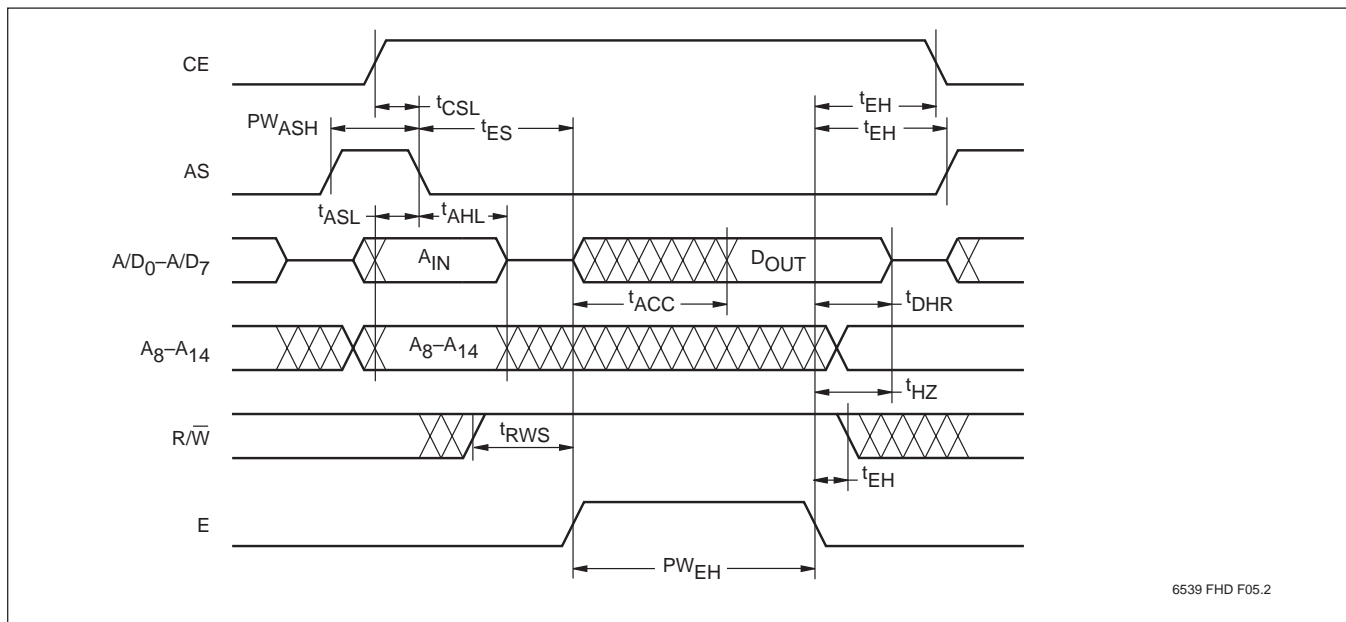 CE
tCSL
tEH
PWASH
tES
tEH
AS
tASL
tAHL
A/D0–A/D7
AIN
DOUT
tACC
tDHR
A8–A14
A8–A14
tHZ
R/W̅
tRWS
tEH
E
PWEH
6539 FHD F05.2